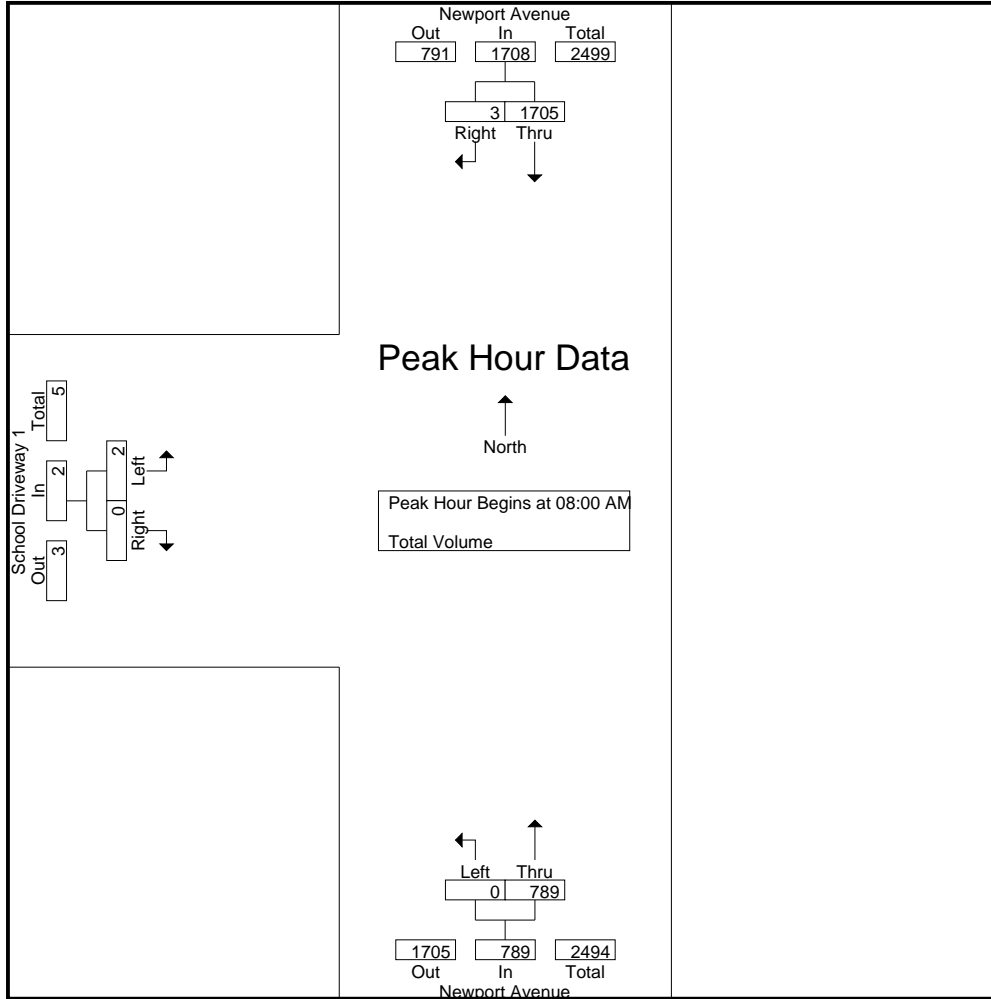 Newport Avenue
Out In Total
791 1708 2499
3 1705
Right Thru
Peak Hour Data
North
Peak Hour Begins at 08:00 AM
Total Volume
School Driveway 1
Out In Total
3 2 5
Right Left
0 2
Left Thru
0 789
1705 789 2494
Out In Total
Newport Avenue